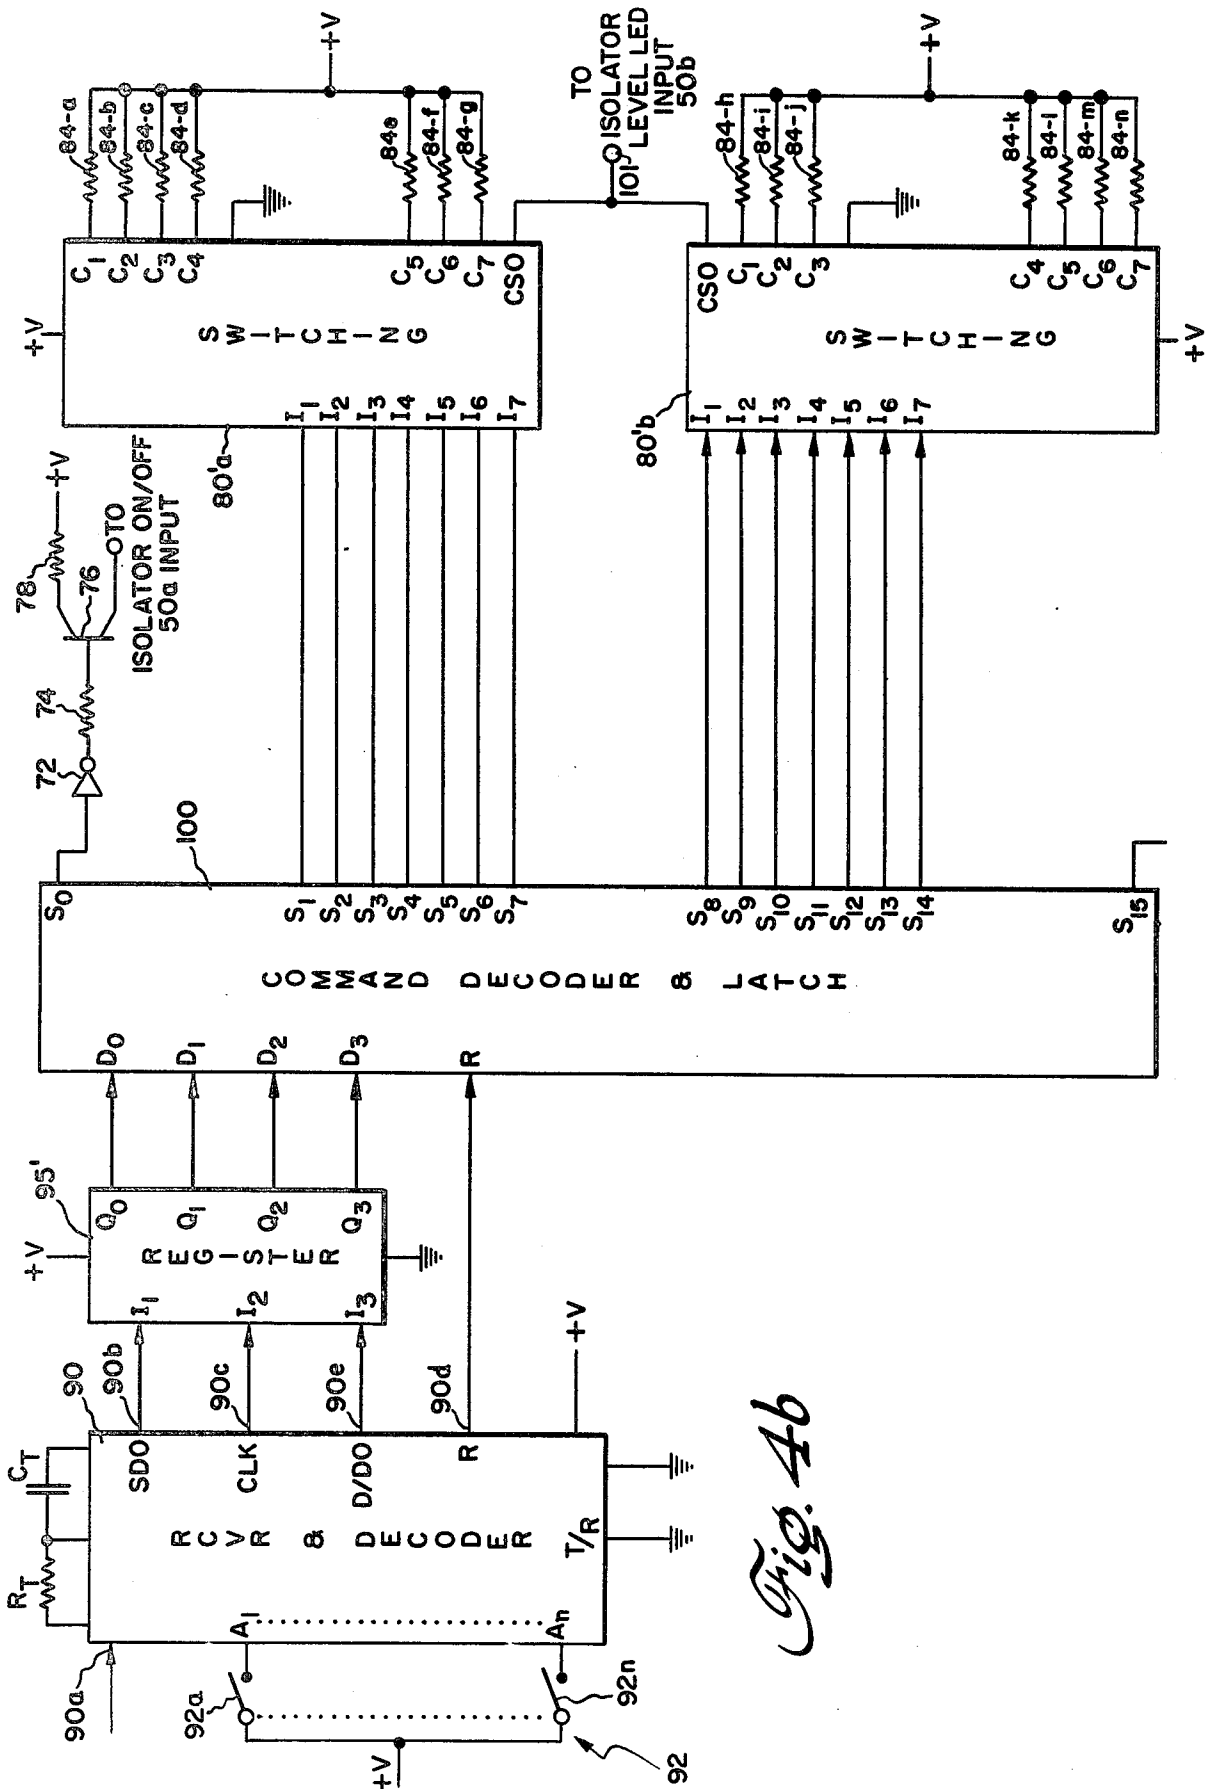 90a
R_T
C_T
90
SDO
90b
CLK
90c
D/DO
90e
R
90d
RCVR & DECODER
A1
An
T/R
+V
92a
92n
92
+V
+V
95'
I1
I2
I3
REGISTER
Q0
Q1
Q2
Q3
D0
D1
D2
D3
R
COMMAND DECODER & LATCH
100
S0
S1
S2
S3
S4
S5
S6
S7
S8
S9
S10
S11
S12
S13
S14
S15
72
74
76
78
+V
TO
ISOLATOR ON/OFF
50a INPUT
80'a
+V
I1
I2
I3
I4
I5
I6
I7
SWITCHING
C1
C2
C3
C4
C5
C6
C7
CSO
84-a
84-b
84-c
84-d
84e
84-f
84-g
+V
TO
ISOLATOR
LEVEL LED
INPUT
50b
101
80'b
I1
I2
I3
I4
I5
I6
I7
SWITCHING
CSO
C1
C2
C3
C4
C5
C6
C7
+V
84-h
84-i
84-j
84-k
84-l
84-m
84-n
+V
Fig. 4b